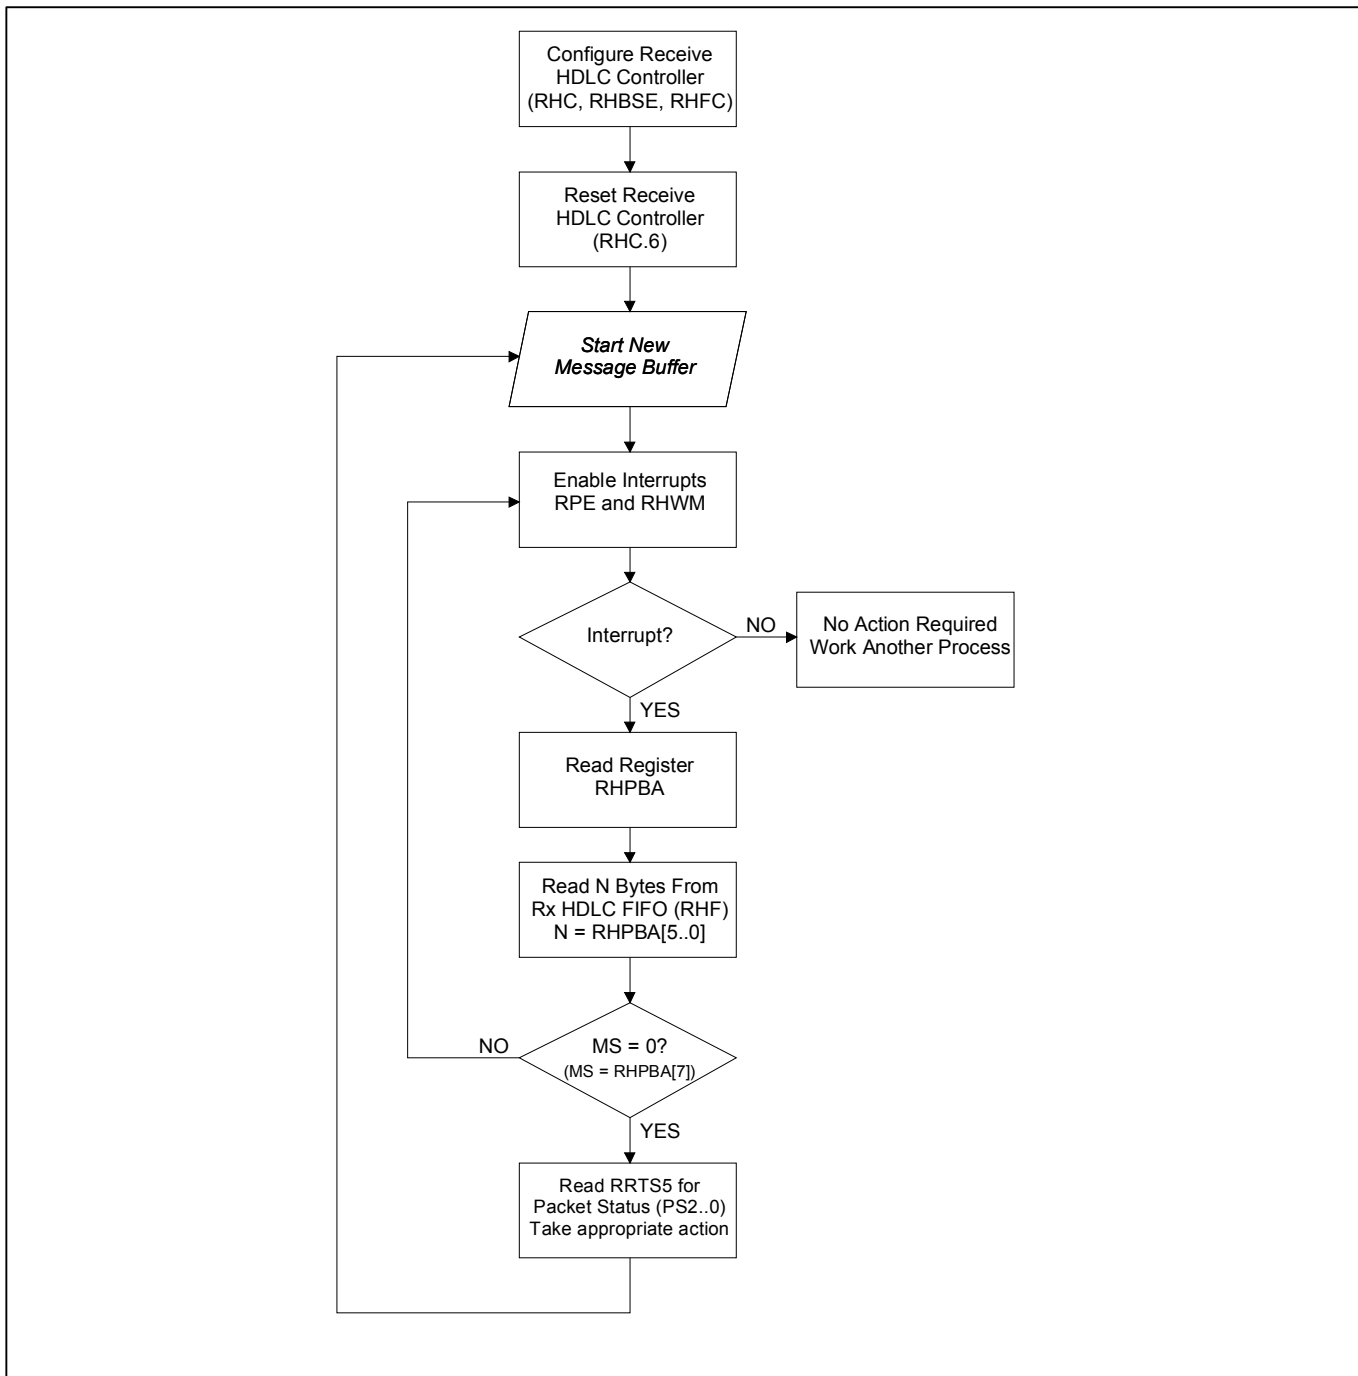 Configure Receive
HDLC Controller
(RHC, RHBSE, RHFC)
Reset Receive
HDLC Controller
(RHC.6)
Start New
Message Buffer
Enable Interrupts
RPE and RHWM
Interrupt?
NO
No Action Required
Work Another Process
YES
Read Register
RHPBA
Read N Bytes From
Rx HDLC FIFO (RHF)
N = RHPBA[5..0]
NO
MS = 0?
(MS = RHPBA[7])
YES
Read RRTS5 for
Packet Status (PS2..0)
Take appropriate action